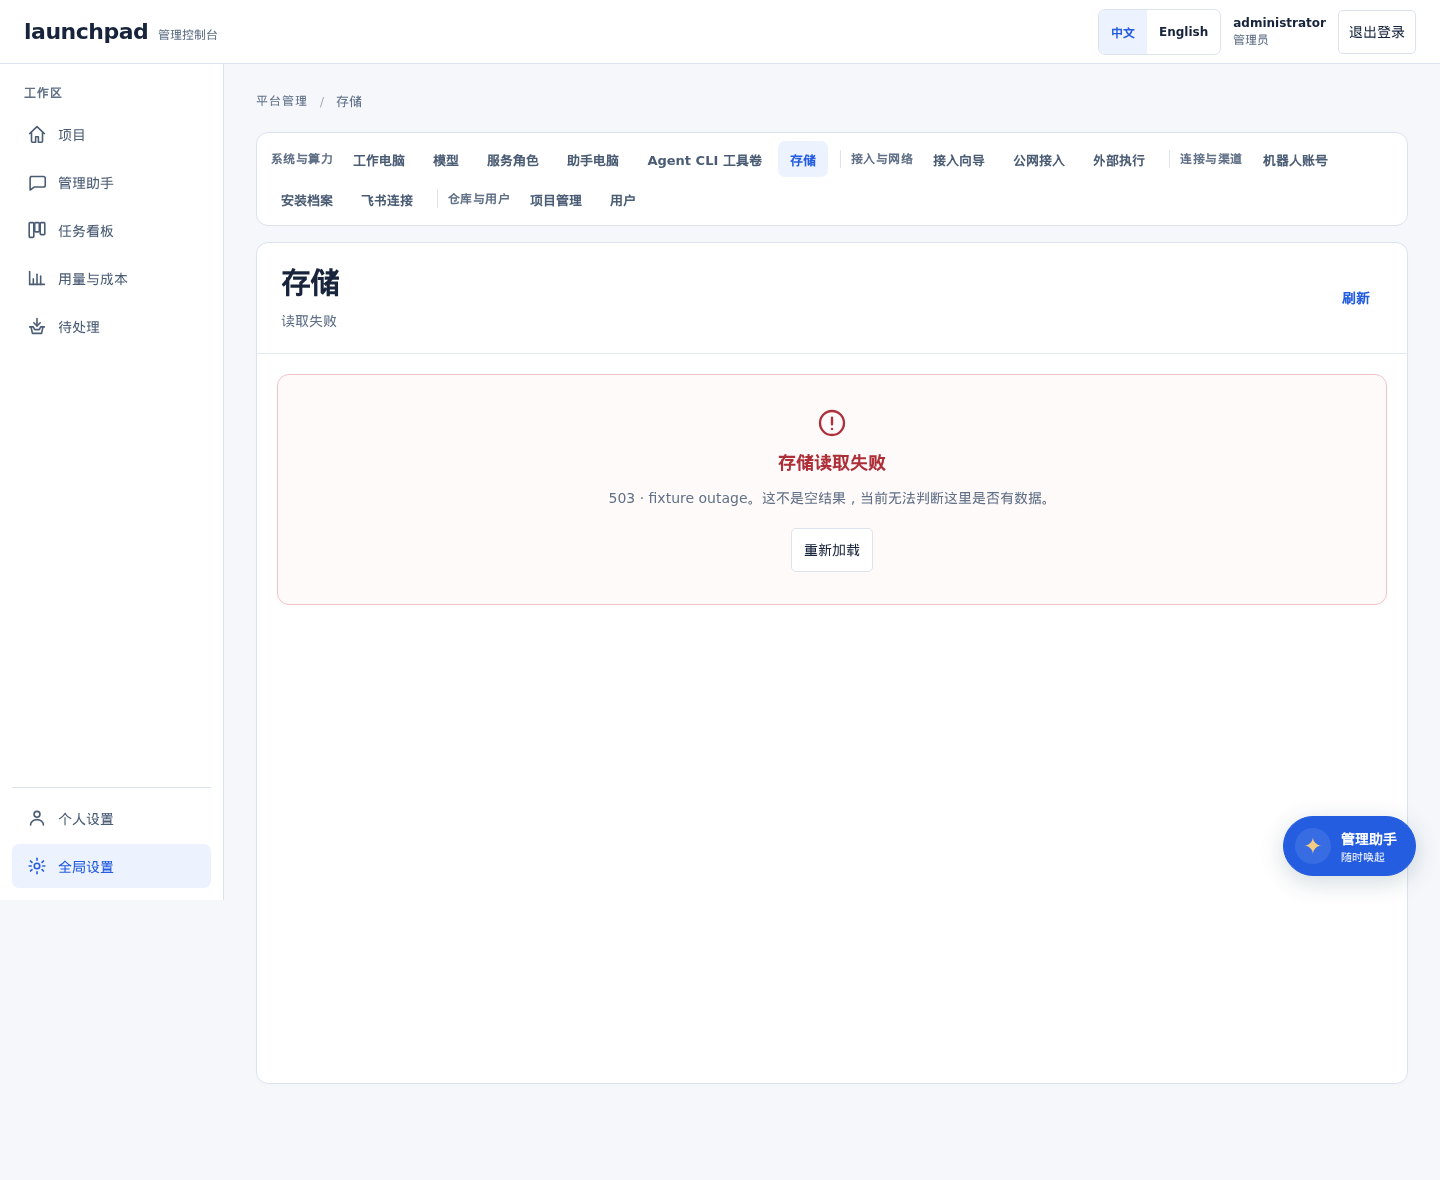 launchpad 管理控制台
中文 English administrator 管理员 退出登录
工作区
项目
管理助手
任务看板
用量与成本
待处理
个人设置
全局设置
平台管理 / 存储
系统与算力 工作电脑 模型 服务角色 助手电脑 Agent CLI 工具卷 存储 接入与网络 接入向导 公网接入 外部执行 连接与渠道 机器人账号
安装档案 飞书连接 仓库与用户 项目管理 用户
存储
读取失败
刷新
存储读取失败
503 · fixture outage。这不是空结果，当前无法判断这里是否有数据。
重新加载
管理助手
随时唤起